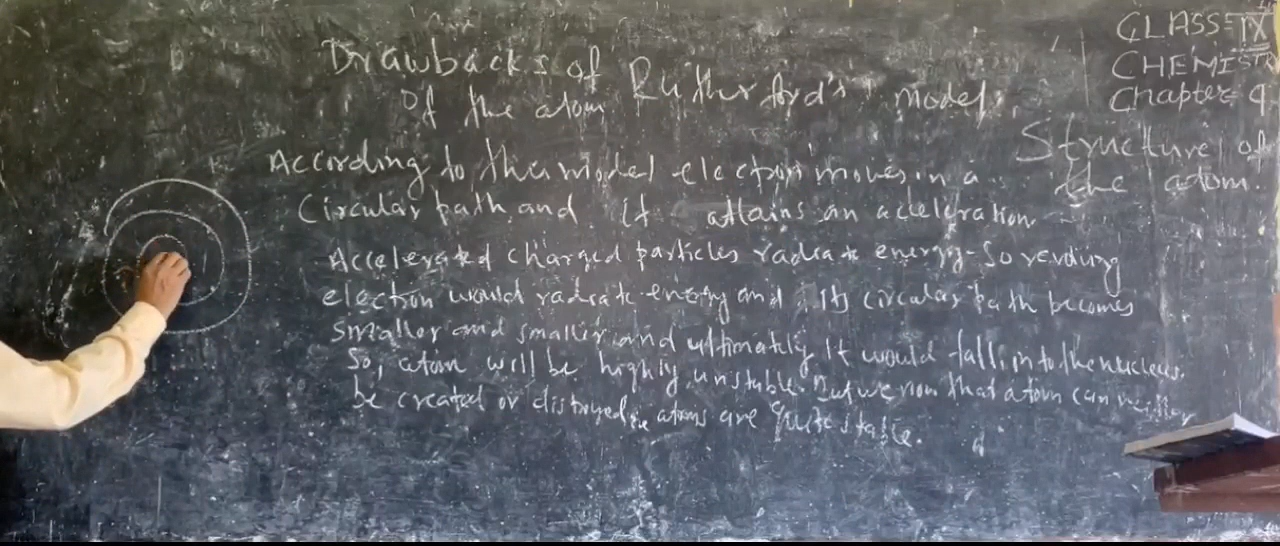 CLASS-IX
CHEMISTR
Chapter-4
Structure of
the atom.
Drawbacks of Rutherford's model
Of the atom
According to this model electron moves in a
Circular path and it attains an acceleration
Accelerated charged particles radiate energy. So revolving
electron would radiate energy and its circular path becomes
smaller and smaller and ultimately it would fall into the nucleus.
So, atom will be highly unstable. But we now that atom can neither
be created or distroyed atoms are quite stable.